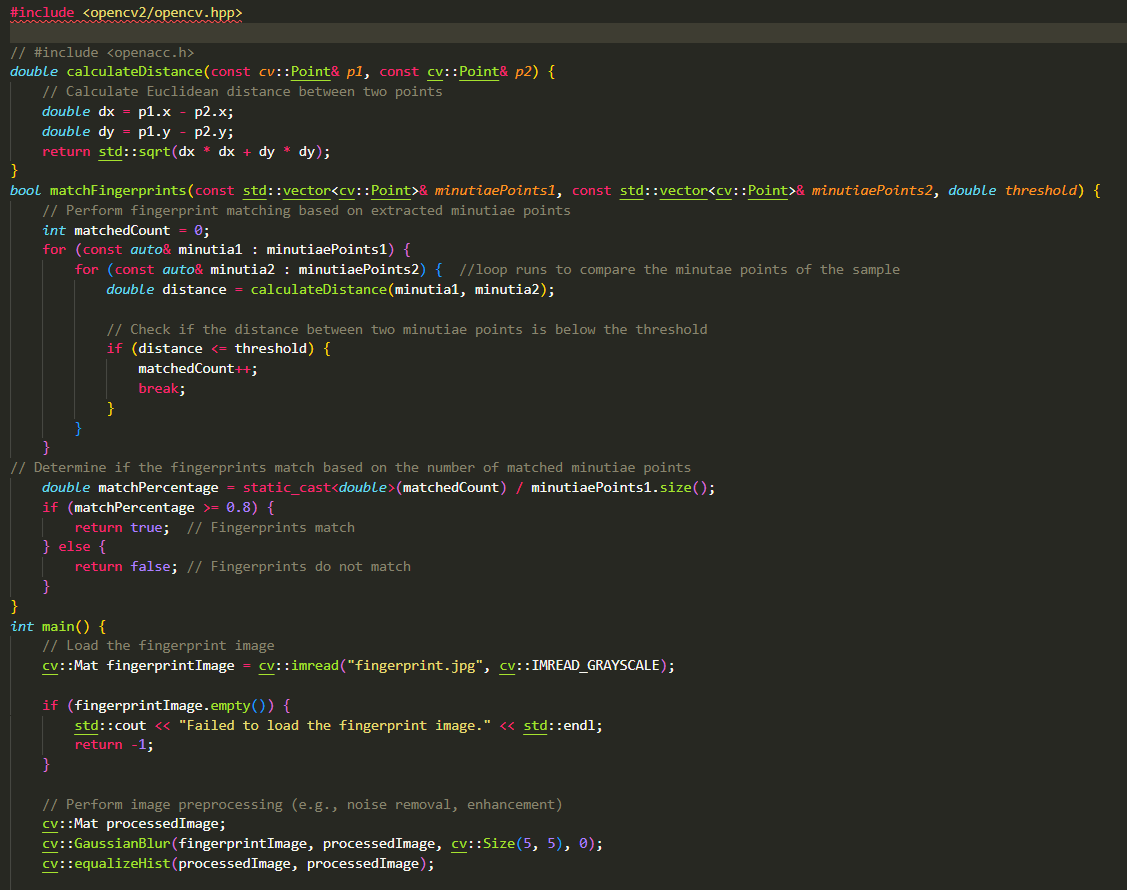 #include <opencv2/opencv.hpp>
// #include <openacc.h>
double calculateDistance(const cv::Point& p1, const cv::Point& p2) {
    // Calculate Euclidean distance between two points
    double dx = p1.x - p2.x;
    double dy = p1.y - p2.y;
    return std::sqrt(dx * dx + dy * dy);
}
bool matchFingerprints(const std::vector<cv::Point>& minutiaePoints1, const std::vector<cv::Point>& minutiaePoints2, double threshold) {
    // Perform fingerprint matching based on extracted minutiae points
    int matchedCount = 0;
    for (const auto& minutia1 : minutiaePoints1) {
        for (const auto& minutia2 : minutiaePoints2) {  //loop runs to compare the minutae points of the sample
            double distance = calculateDistance(minutia1, minutia2);
            // Check if the distance between two minutiae points is below the threshold
            if (distance <= threshold) {
                matchedCount++;
                break;
            }
        }
    }
// Determine if the fingerprints match based on the number of matched minutiae points
    double matchPercentage = static_cast<double>(matchedCount) / minutiaePoints1.size();
    if (matchPercentage >= 0.8) {
        return true;  // Fingerprints match
    } else {
        return false; // Fingerprints do not match
    }
}
int main() {
    // Load the fingerprint image
    cv::Mat fingerprintImage = cv::imread("fingerprint.jpg", cv::IMREAD_GRAYSCALE);
    if (fingerprintImage.empty()) {
        std::cout << "Failed to load the fingerprint image." << std::endl;
        return -1;
    }
    // Perform image preprocessing (e.g., noise removal, enhancement)
    cv::Mat processedImage;
    cv::GaussianBlur(fingerprintImage, processedImage, cv::Size(5, 5), 0);
    cv::equalizeHist(processedImage, processedImage);